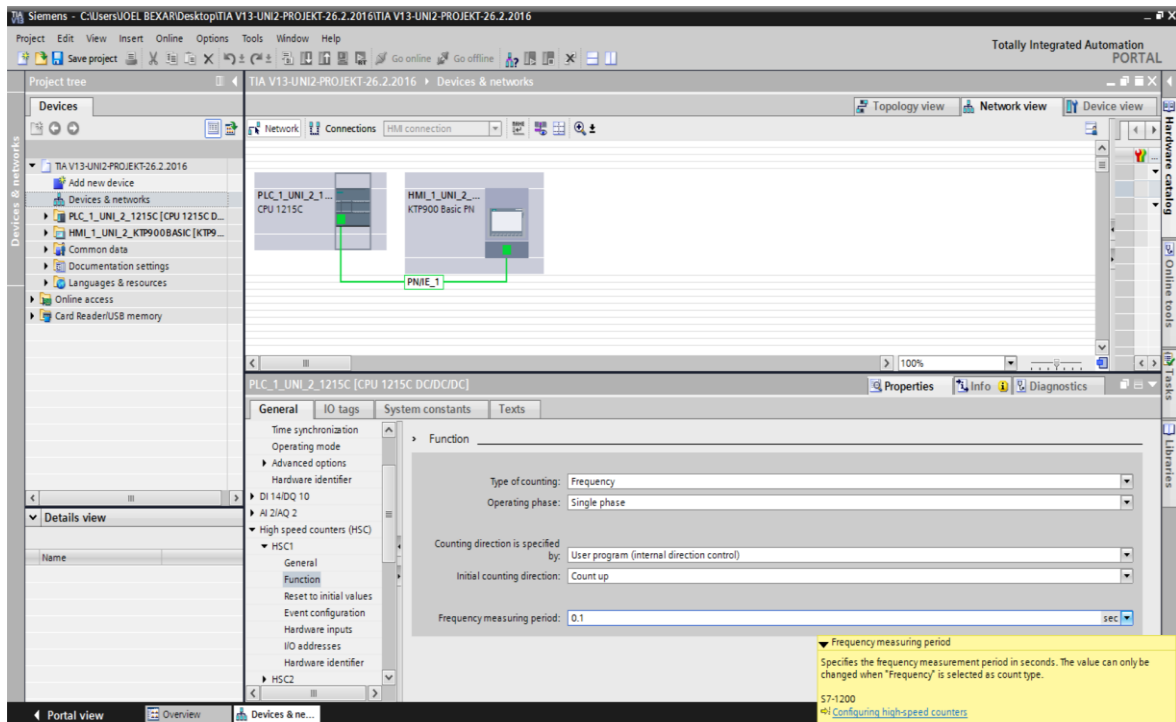 Siemens - C:\Users\JOEL BEXAR\Desktop\TIA V13-UNI2-PROJEKT-26.2.2016\TIA V13-UNI2-PROJEKT-26.2.2016
Project Edit View Insert Online Options Tools Window Help
Totally Integrated Automation
PORTAL
Save project
Go online
Go offline
Project tree
TIA V13-UNI2-PROJEKT-26.2.2016 Devices & networks
Devices
Topology view
Network view
Device view
Network
Connections
HMI connection
Devices & networks
TIA V13-UNI2-PROJEKT-26.2.2016
Add new device
Devices & networks
PLC_1_UNI_2_1215C [CPU 1215C D...
HMI_1_UNI_2_KTP900BASIC [KTP9...
Common data
Documentation settings
Languages & resources
Online access
Card Reader/USB memory
PLC_1_UNI_2_1...
CPU 1215C
HMI_1_UNI_2_...
KTP900 Basic PN
PN/IE_1
100%
Hardware catalog
Online tools
Tasks
Libraries
PLC_1_UNI_2_1215C [CPU 1215C DC/DC/DC]
Properties
Info
Diagnostics
General
IO tags
System constants
Texts
Time synchronization
Operating mode
Advanced options
Hardware identifier
DI 14/DQ 10
AI 2/AQ 2
High speed counters (HSC)
HSC1
General
Function
Reset to initial values
Event configuration
Hardware inputs
I/O addresses
Hardware identifier
HSC2
Function
Type of counting: Frequency
Operating phase: Single phase
Counting direction is specified
by: User program (internal direction control)
Initial counting direction: Count up
Frequency measuring period: 0.1 sec
Details view
Name
Frequency measuring period
Specifies the frequency measurement period in seconds. The value can only be
changed when "Frequency" is selected as count type.
S7-1200
Configuring high-speed counters
Portal view
Overview
Devices & ne...